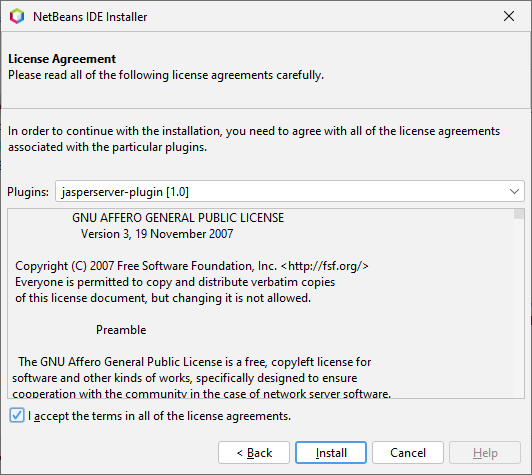 NetBeans IDE Installer
License Agreement
Please read all of the following license agreements carefully.
In order to continue with the installation, you need to agree with all of the license agreements
associated with the particular plugins.
Plugins: jasperserver-plugin [1.0]
GNU AFFERO GENERAL PUBLIC LICENSE
Version 3, 19 November 2007
Copyright (C) 2007 Free Software Foundation, Inc. <http://fsf.org/>
Everyone is permitted to copy and distribute verbatim copies
of this license document, but changing it is not allowed.
Preamble
The GNU Affero General Public License is a free, copyleft license for
software and other kinds of works, specifically designed to ensure
cooperation with the community in the case of network server software.
I accept the terms in all of the license agreements.
< Back Install Cancel Help